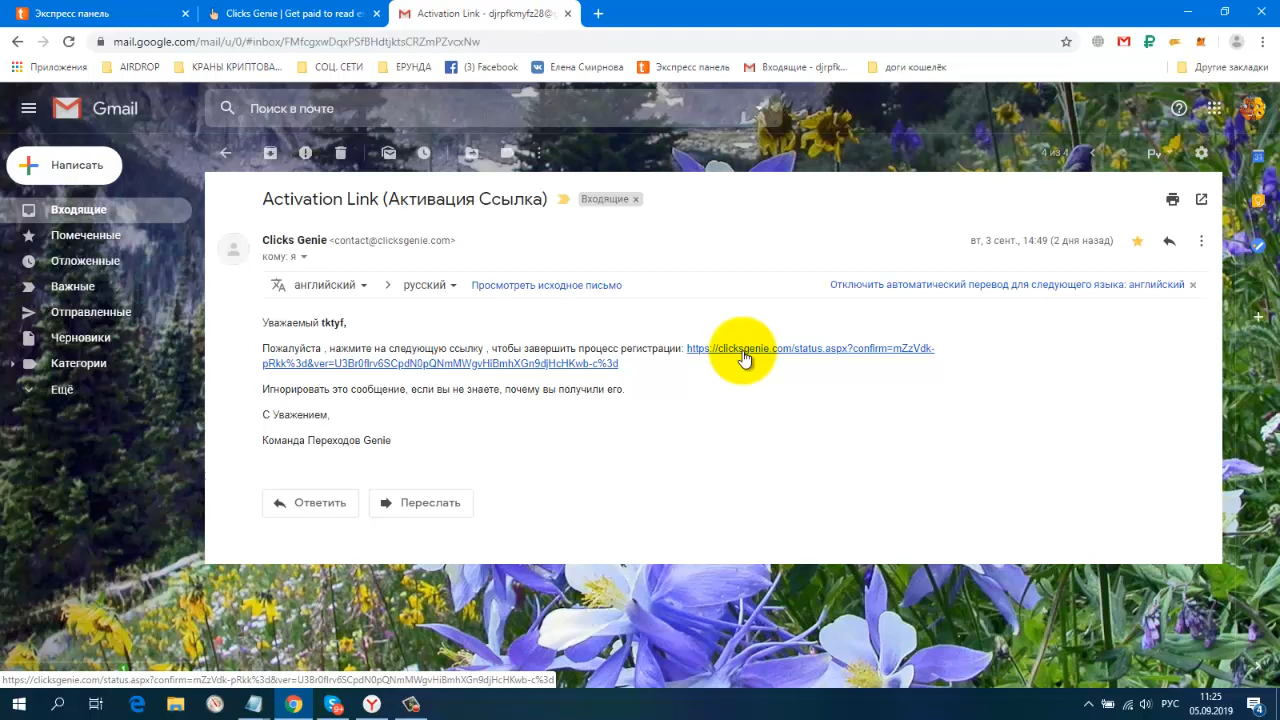 Экспресс панель
Clicks Genie | Get paid to read e
Activation Link - djrpfkmyfz28@
mail.google.com/mail/u/0/#inbox/FMfcgxwDqxPSfBHdtjktsCRZmPZvcxNw
Приложения
AIRDROP
КРАНЫ КРИПТОВА...
СОЦ. СЕТИ
ЕРУНДА
(3) Facebook
Елена Смирнова
Экспресс панель
Входящие - djrpfk...
доги кошелёк
Другие закладки
Gmail
Поиск в почте
Написать
4 из 4
Входящие
Помеченные
Отложенные
Важные
Отправленные
Черновики
Категории
Ещё
Activation Link (Активация Ссылка)
Входящие ×
Clicks Genie <contact@clicksgenie.com>
вт, 3 сент., 14:49 (2 дня назад)
кому: я
английский
русский
Просмотреть исходное письмо
Отключить автоматический перевод для следующего языка: английский
Уважаемый tktyf,
Пожалуйста , нажмите на следующую ссылку , чтобы завершить процесс регистрации: https://clicksgenie.com/status.aspx?confirm=mZzVdk-
pRkk%3d&ver=U3Br0flrv6SCpdN0pQNmMWgvHiBmhXGn9djHcHKwb-c%3d
Игнорировать это сообщение, если вы не знаете, почему вы получили его.
С Уважением,
Команда Переходов Genie
Ответить
Переслать
https://clicksgenie.com/status.aspx?confirm=mZzVdk-pRkk%3d&ver=U3Br0flrv6SCpdN0pQNmMWgvHiBmhXGn9djHcHKwb-c%3d
РУС
11:25
05.09.2019